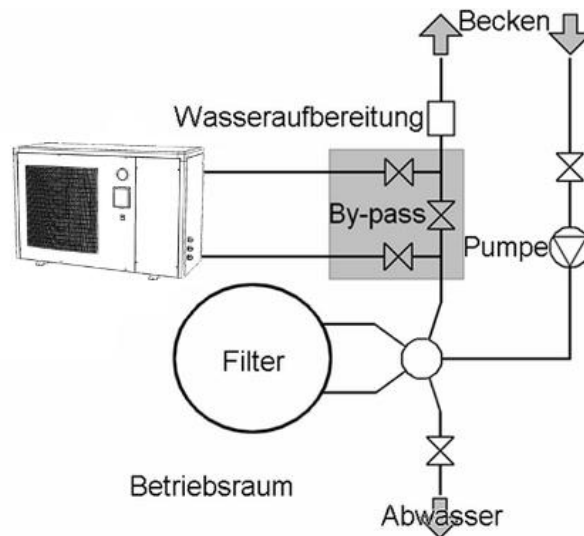 Becken
Wasseraufbereitung
By-pass
Pumpe
Filter
Betriebsraum
Abwasser